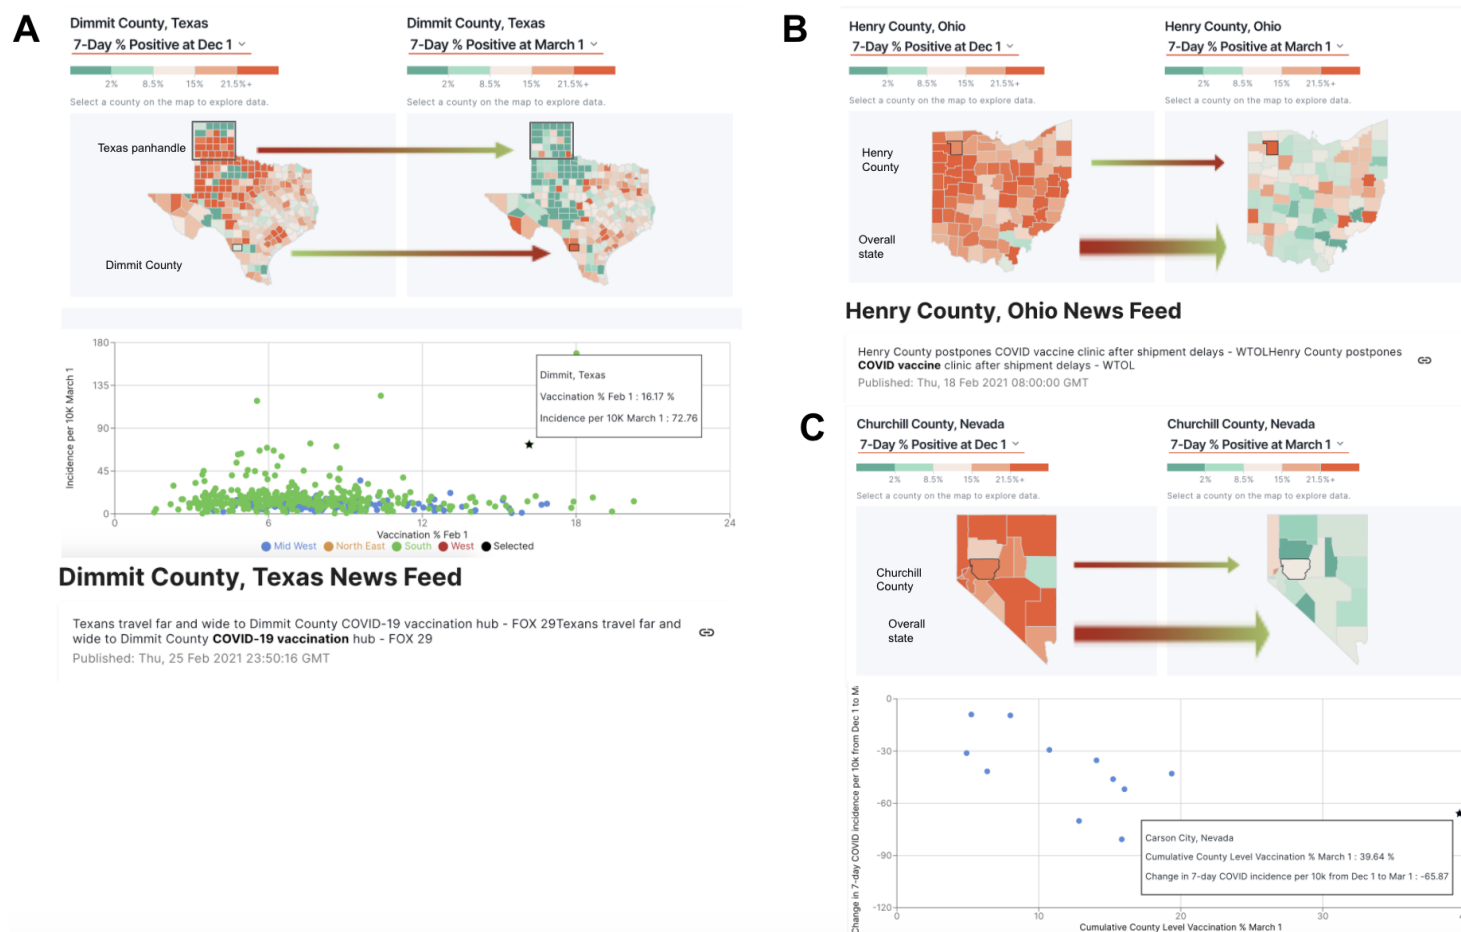 A
Dimmit County, Texas
7-Day % Positive at Dec 1
2% 8.5% 15% 21.5%+
Select a county on the map to explore data.
Dimmit County, Texas
7-Day % Positive at March 1
2% 8.5% 15% 21.5%+
Select a county on the map to explore data.
Texas panhandle
Dimmit County
180
135
90
45
0
Incidence per 10K March 1
Dimmit, Texas
Vaccination % Feb 1 : 16.17 %
Incidence per 10K March 1 : 72.76
0 6 12 18 24
Vaccination % Feb 1
Mid West North East South West Selected
Dimmit County, Texas News Feed
Texans travel far and wide to Dimmit County COVID-19 vaccination hub - FOX 29Texans travel far and
wide to Dimmit County COVID-19 vaccination hub - FOX 29
Published: Thu, 25 Feb 2021 23:50:16 GMT
B
Henry County, Ohio
7-Day % Positive at Dec 1
2% 8.5% 15% 21.5%+
Select a county on the map to explore data.
Henry County, Ohio
7-Day % Positive at March 1
2% 8.5% 15% 21.5%+
Select a county on the map to explore data.
Henry
County
Overall
state
Henry County, Ohio News Feed
Henry County postpones COVID vaccine clinic after shipment delays - WTOLHenry County postpones
COVID vaccine clinic after shipment delays - WTOL
Published: Thu, 18 Feb 2021 08:00:00 GMT
C
Churchill County, Nevada
7-Day % Positive at Dec 1
2% 8.5% 15% 21.5%+
Select a county on the map to explore data.
Churchill County, Nevada
7-Day % Positive at March 1
2% 8.5% 15% 21.5%+
Select a county on the map to explore data.
Churchill
County
Overall
state
0
-30
-60
-90
-120
Change in 7-day COVID incidence per 10k from Dec 1 to
Carson City, Nevada
Cumulative County Level Vaccination % March 1 : 39.64 %
Change in 7-day COVID incidence per 10k from Dec 1 to Mar 1 : -65.87
0 10 20 30
Cumulative County Level Vaccination % March 1